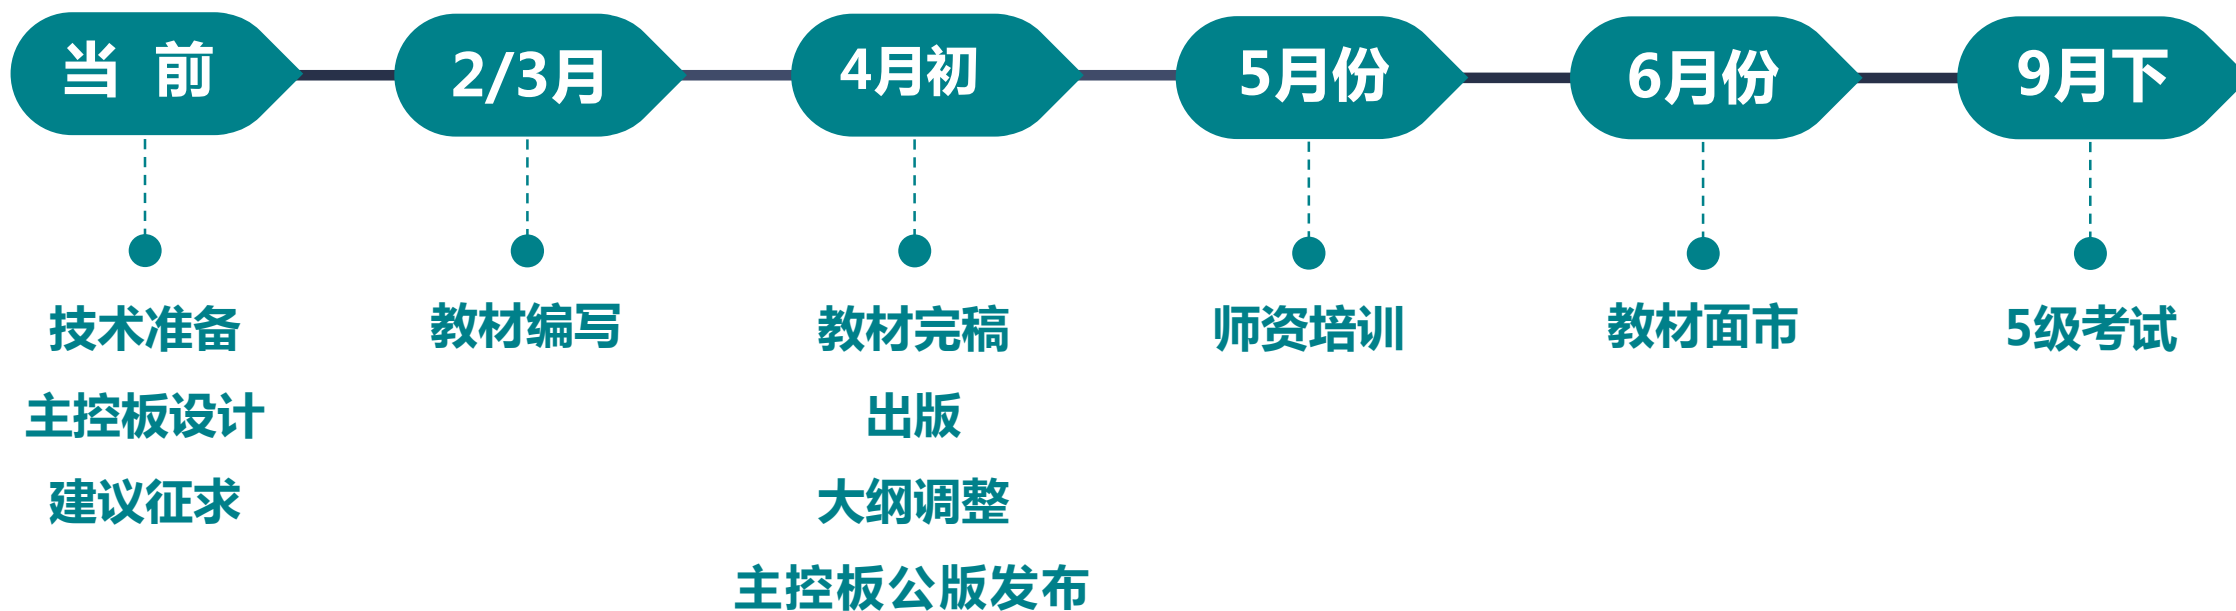 当 前
2/3月
4月初
5月份
6月份
9月下
技术准备
主控板设计
建议征求
教材编写
教材完稿
出版
大纲调整
主控板公版发布
师资培训
教材面市
5级考试